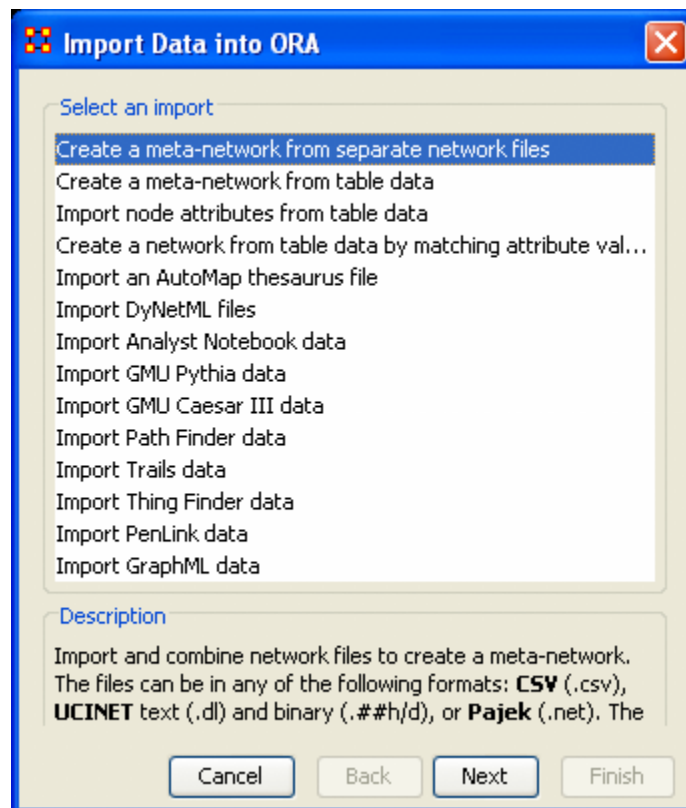 Import Data into ORA
Select an import
Create a meta-network from separate network files
Create a meta-network from table data
Import node attributes from table data
Create a network from table data by matching attribute val...
Import an AutoMap thesaurus file
Import DyNetML files
Import Analyst Notebook data
Import GMU Pythia data
Import GMU Caesar III data
Import Path Finder data
Import Trails data
Import Thing Finder data
Import PenLink data
Import GraphML data
Description
Import and combine network files to create a meta-network.
The files can be in any of the following formats: CSV (.csv),
UCINET text (.dl) and binary (.##h/d), or Pajek (.net). The
Cancel Back Next Finish